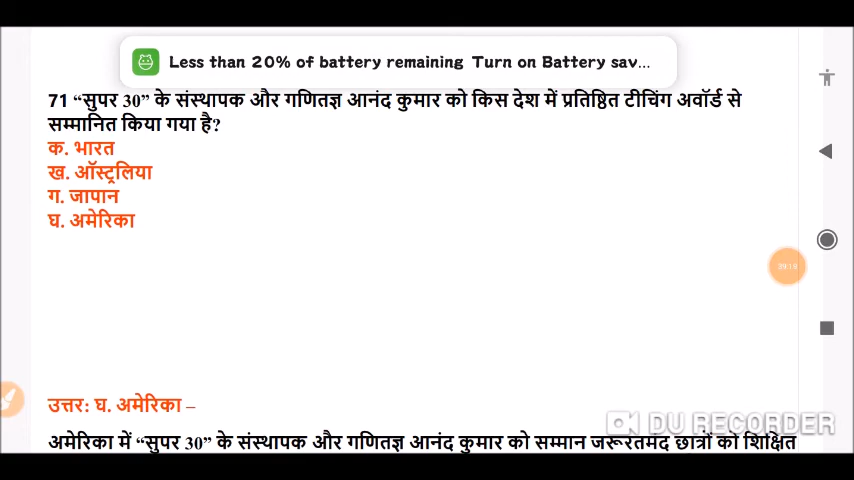 Less than 20% of battery remaining Turn on Battery sav...
71 “सुपर 30” के संस्थापक और गणितज्ञ आनंद कुमार को किस देश में प्रतिष्ठित टीचिंग अवॉर्ड से
सम्मानित किया गया है?
क. भारत
ख. ऑस्ट्रलिया
ग. जापान
घ. अमेरिका
उत्तर: घ. अमेरिका –
DU RECORDER
अमेरिका में “सुपर 30” के संस्थापक और गणितज्ञ आनंद कुमार को सम्मान जरूरतमंद छात्रों को शिक्षित